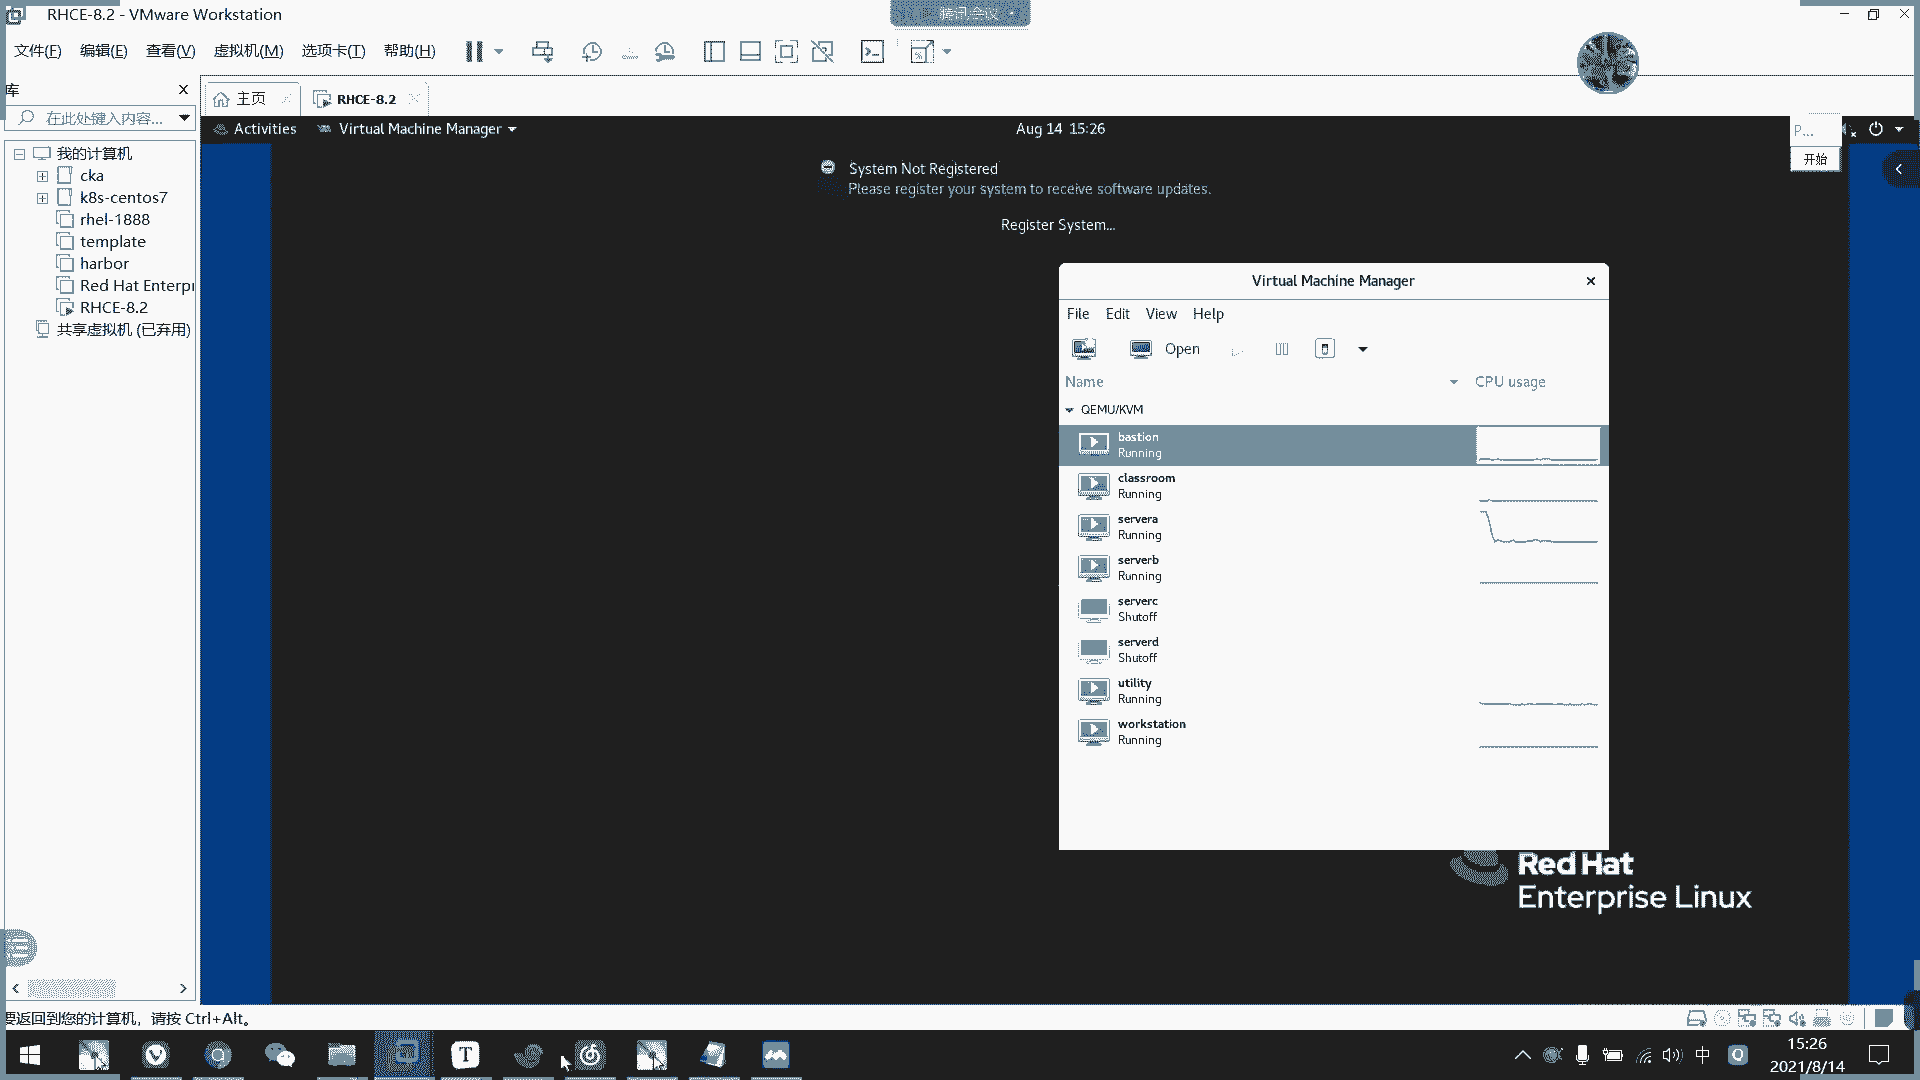 RHCE-8.2 - VMware Workstation
腾讯会议
文件(F) 编辑(E) 查看(V) 虚拟机(M) 选项卡(T) 帮助(H)
库
在此处键入内容...
主页
RHCE-8.2
我的计算机
cka
k8s-centos7
rhel-1888
template
harbor
Red Hat Enterpr
RHCE-8.2
共享虚拟机 (已弃用)
Activities
Virtual Machine Manager
Aug 14 15:26
P...
开始
System Not Registered
Please register your system to receive software updates.
Register System...
Virtual Machine Manager
File Edit View Help
Open
Name
CPU usage
QEMU/KVM
bastion
Running
classroom
Running
servera
Running
serverb
Running
serverc
Shutoff
serverd
Shutoff
utility
Running
workstation
Running
Red Hat
Enterprise Linux
要返回到您的计算机，请按 Ctrl+Alt。
中
15:26
2021/8/14